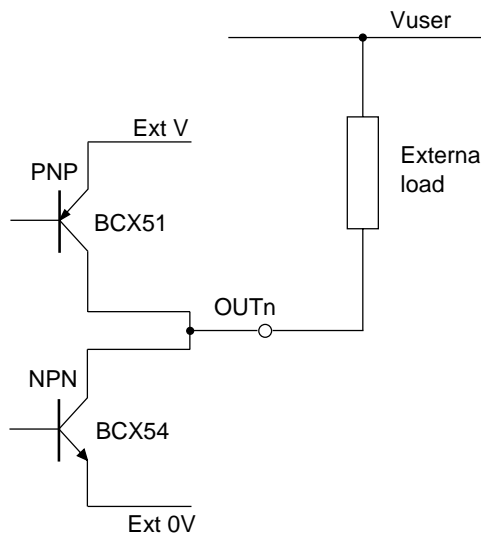 Vuser
Ext V
PNP
BCX51
Externa
load
OUTn
NPN
BCX54
Ext 0V